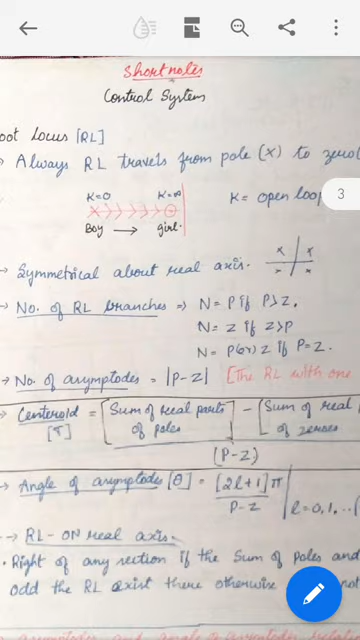 Short notes
Control System
oot Locus [RL]
→ Always RL travels from pole (x) to zero(
K=0 K=∞
K = open loop
3
Boy → girl.
→ Symmetrical about real axis.
→ No. of RL branches ⇒ N = P if P>Z.
N = Z if Z>P
N = P(or) Z if P=Z.
→ No. of asymptodes = |P-Z| [The RL with one
→ Centeroid = [Sum of real parts of poles] - [Sum of real of zeroes
[σ] (P-Z)
→ Angle of asymptodes [θ] = [2l+1]π / P-Z | l=0,1,..
→ RL-ON real axis.
• Right of any section if the Sum of poles and
odd the RL exist there otherwise not